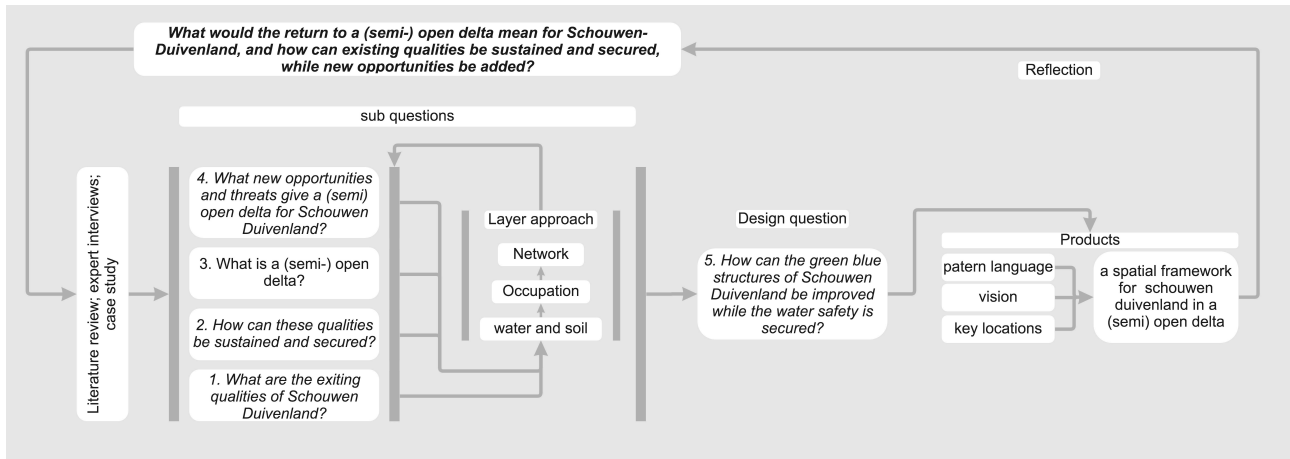 What would the return to a (semi-) open delta mean for Schouwen-
Duivenland, and how can existing qualities be sustained and secured,
while new opportunities be added?
Reflection
sub questions
Literature review; expert interviews;
case study
4. What new opportunities
and threats give a (semi)
open delta for Schouwen
Duivenland?
3. What is a (semi-) open
delta?
2. How can these qualities
be sustained and secured?
1. What are the exiting
qualities of Schouwen
Duivenland?
Layer approach
Network
Occupation
water and soil
Design question
5. How can the green blue
structures of Schouwen
Duivenland be improved
while the water safety is
secured?
Products
patern language
vision
key locations
a spatial framework
for schouwen
duivenland in a
(semi) open delta